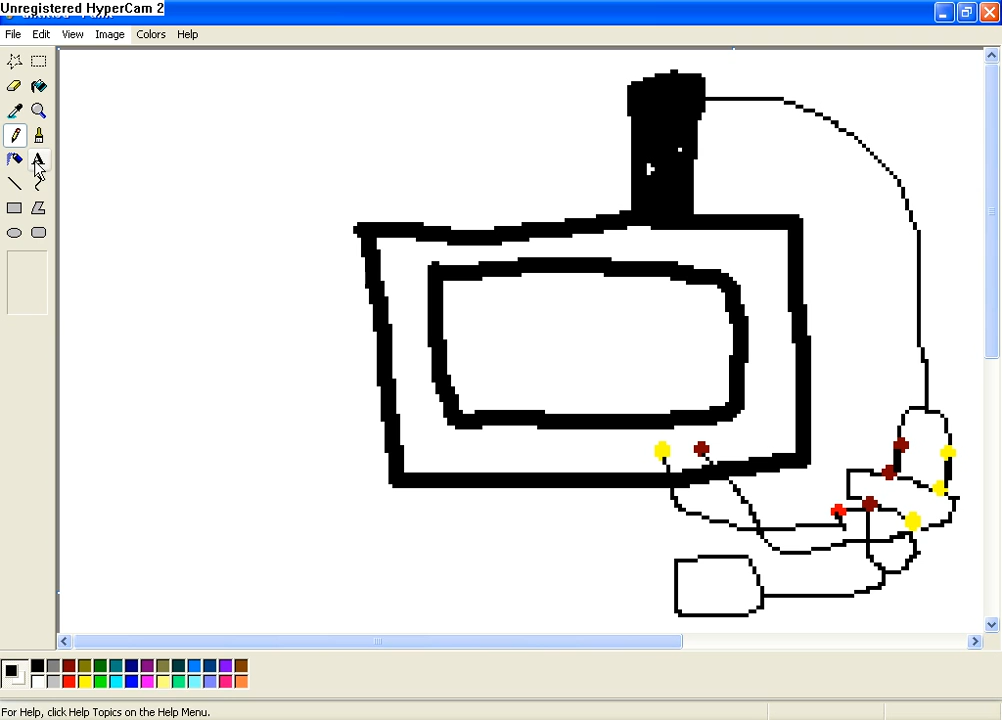 Unregistered HyperCam 2
File Edit View Image Colors Help
A
For Help, click Help Topics on the Help Menu.